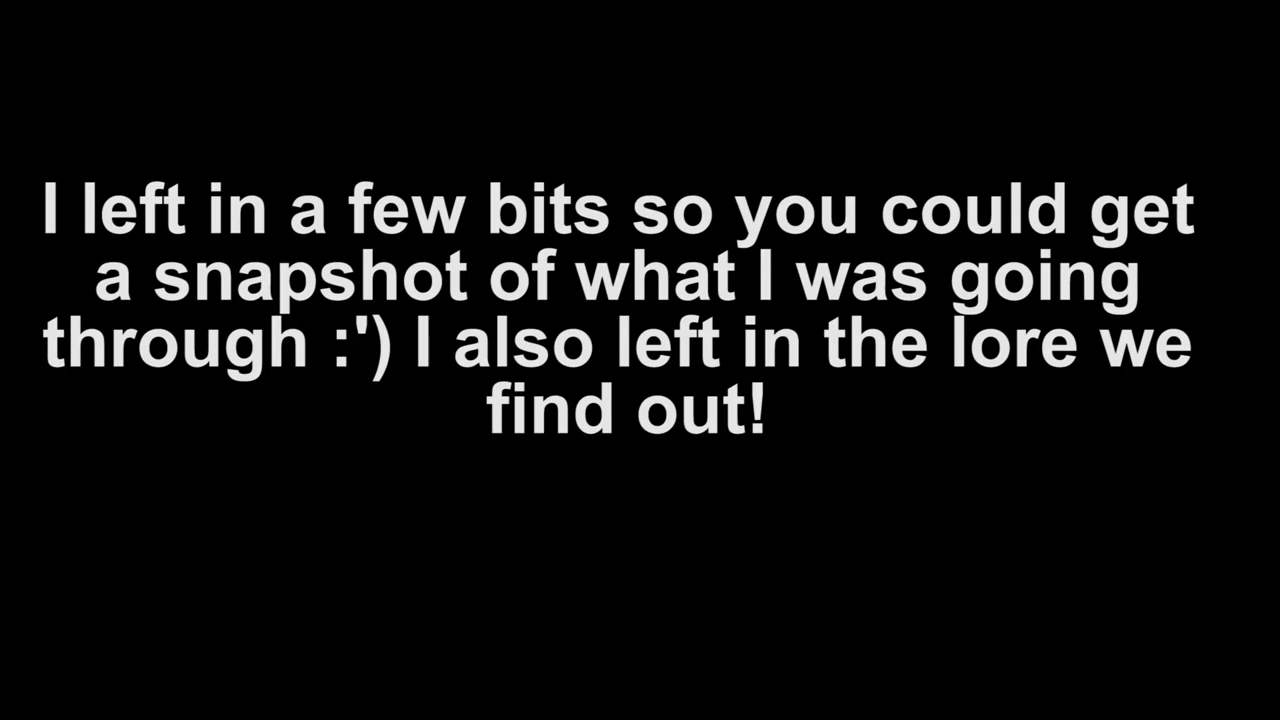 I left in a few bits so you could get
a snapshot of what I was going
through :') I also left in the lore we
find out!